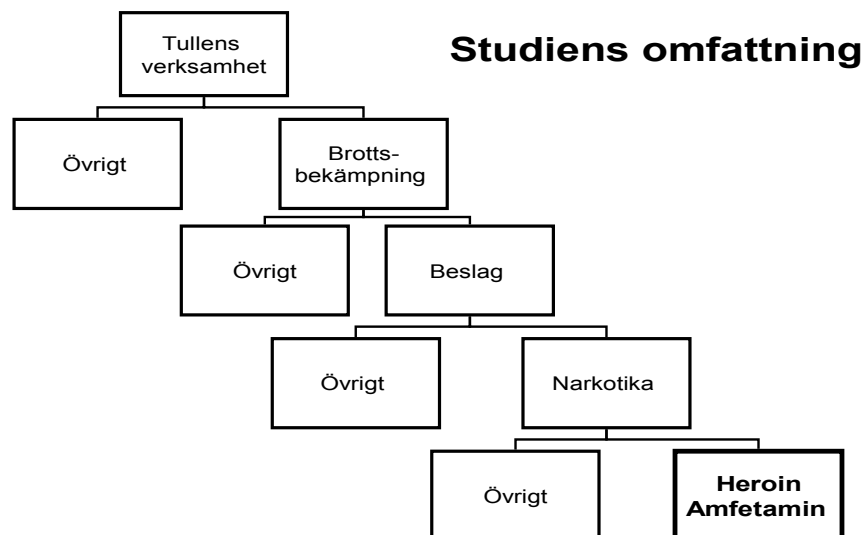 Tullens
verksamhet
Studiens omfattning
Övrigt
Brotts-
bekämpning
Övrigt
Beslag
Övrigt
Narkotika
Övrigt
Heroin
Amfetamin